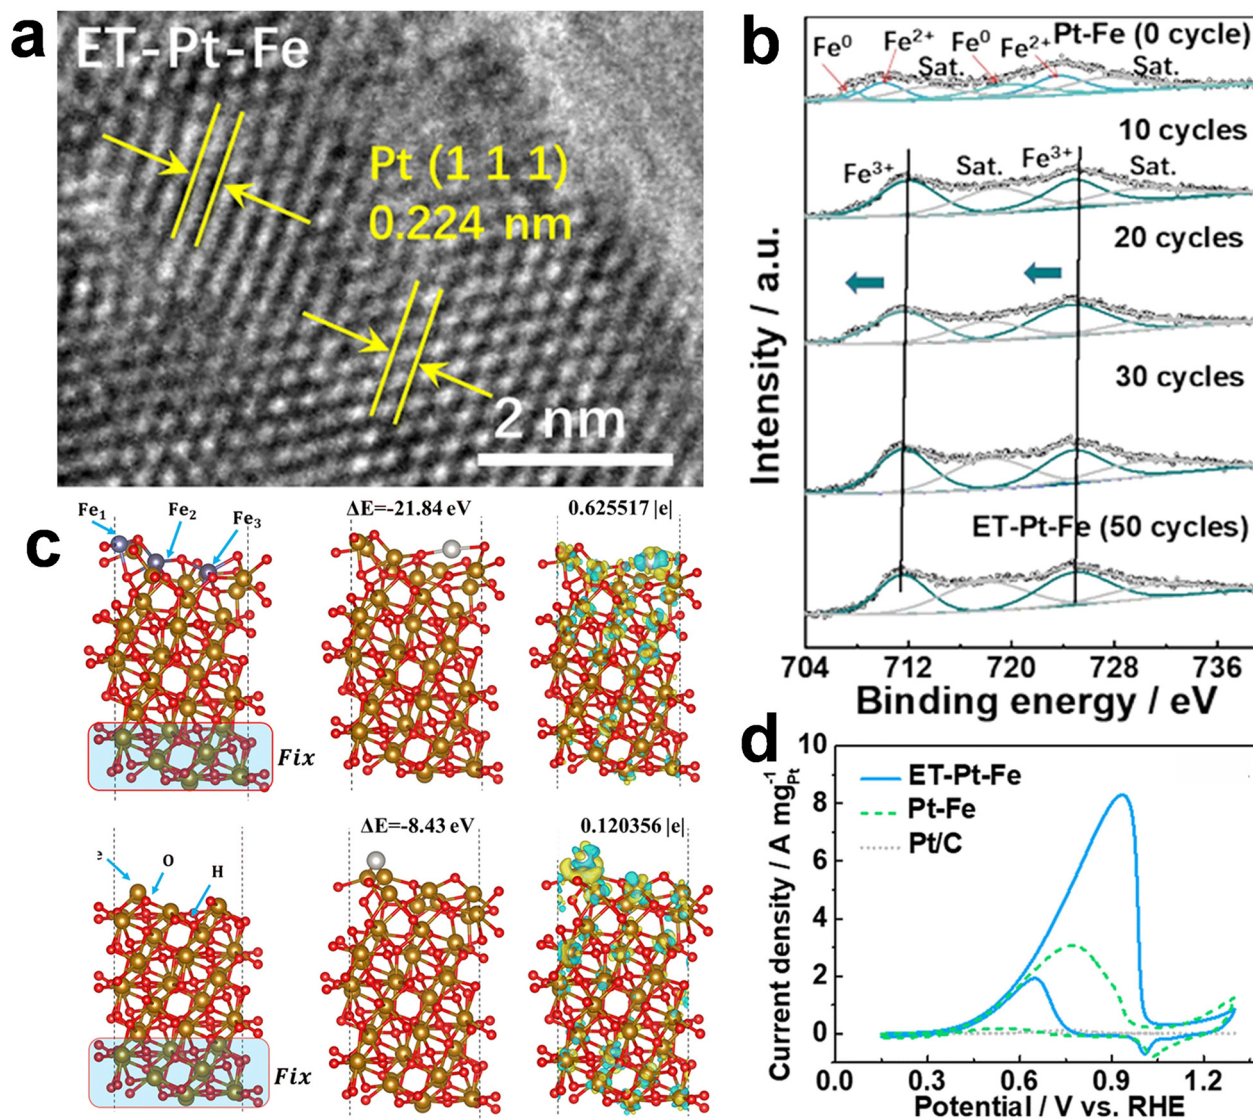 a
ET-Pt-Fe
Pt (1 1 1)
0.224 nm
2 nm
b
Fe⁰ Fe²⁺ Fe⁰ Fe²⁺ Pt-Fe (0 cycle)
Sat. Sat.
10 cycles
Fe³⁺ Sat. Fe³⁺ Sat.
20 cycles
30 cycles
ET-Pt-Fe (50 cycles)
Intensity / a.u.
704 712 720 728 736
Binding energy / eV
c
Fe₁ Fe₂ Fe₃
ΔE=-21.84 eV
0.625517 |e|
Fix
ΔE=-8.43 eV
0.120356 |e|
e O H
Fix
d
10
8
6
4
2
0
ET-Pt-Fe
Pt-Fe
Pt/C
Current density / A mg⁻¹Pt
0.0 0.3 0.6 0.9 1.2
Potential / V vs. RHE